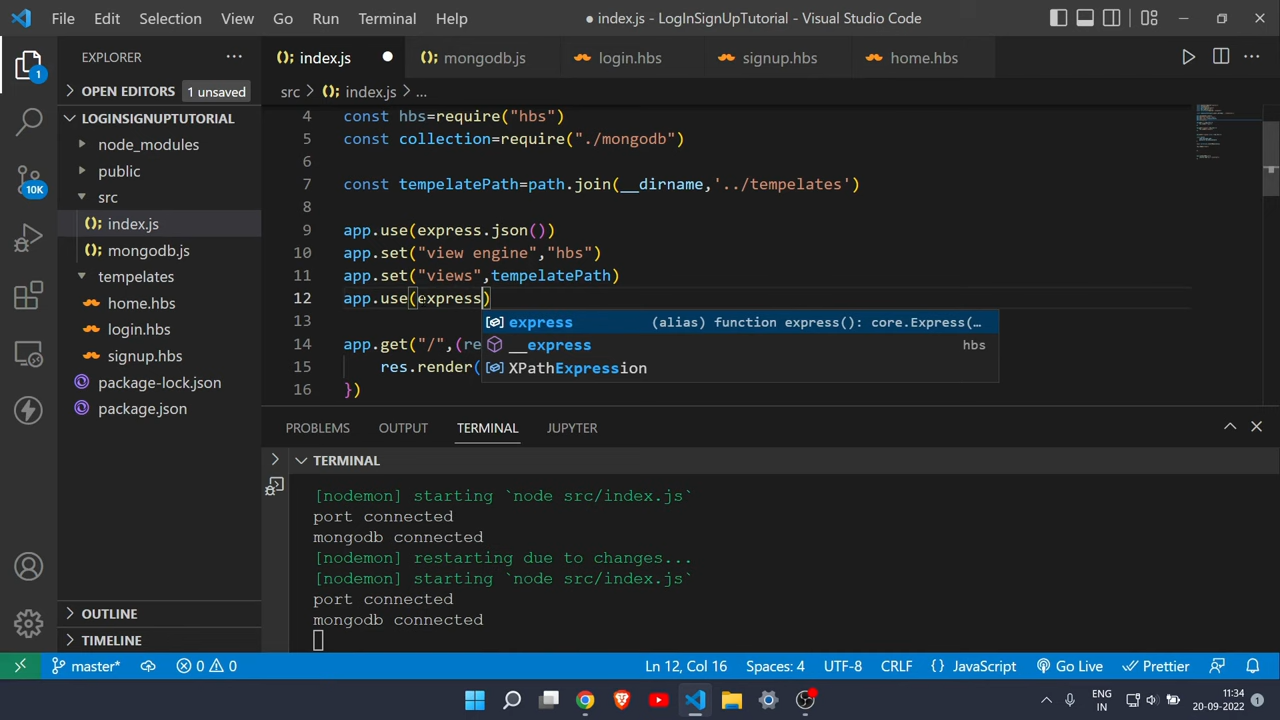 File Edit Selection View Go Run Terminal Help
index.js - LogInSignUpTutorial - Visual Studio Code
EXPLORER
index.js
mongodb.js
login.hbs
signup.hbs
home.hbs
OPEN EDITORS 1 unsaved
src > index.js > ...
LOGINSIGNUPTUTORIAL
node_modules
public
src
index.js
mongodb.js
tempelates
home.hbs
login.hbs
signup.hbs
package-lock.json
package.json
OUTLINE
TIMELINE
1
10K
4 const hbs=require("hbs")
5 const collection=require("./mongodb")
6
7 const tempelatePath=path.join(__dirname,'../tempelates')
8
9 app.use(express.json())
10 app.set("view engine","hbs")
11 app.set("views",tempelatePath)
12 app.use(express)
13
14 app.get("/",(re
15 res.render(
16 })
express (alias) function express(): core.Express(…
__express hbs
XPathExpression
PROBLEMS OUTPUT TERMINAL JUPYTER
TERMINAL
[nodemon] starting `node src/index.js`
port connected
mongodb connected
[nodemon] restarting due to changes...
[nodemon] starting `node src/index.js`
port connected
mongodb connected
master* 0 0 Ln 12, Col 16 Spaces: 4 UTF-8 CRLF {} JavaScript Go Live Prettier
ENG
IN
11:34
20-09-2022
1